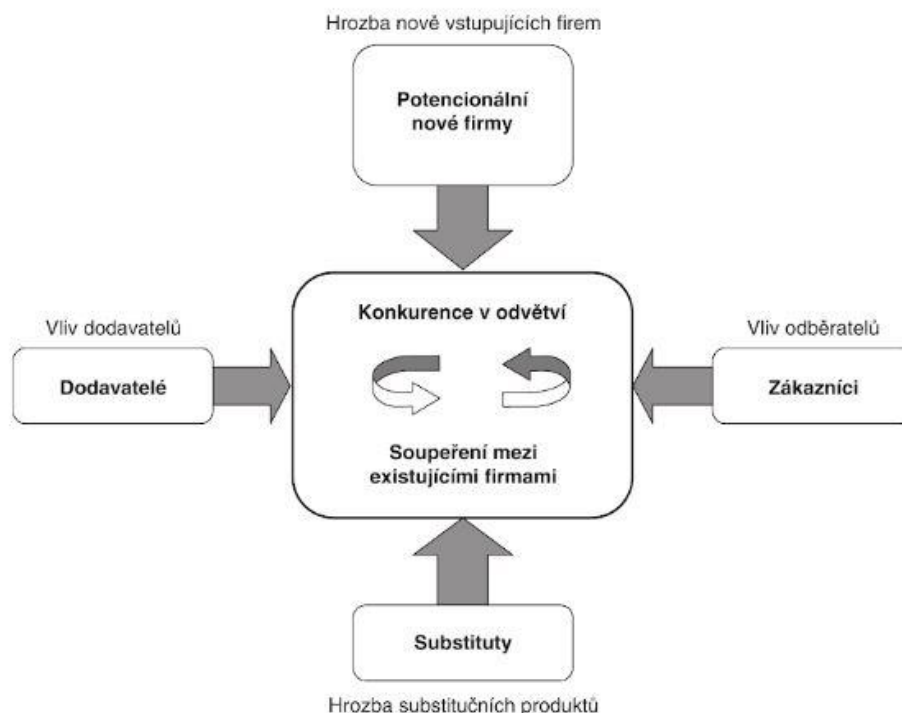 Hrozba nově vstupujících firem
Potencionální
nové firmy
Konkurence v odvětví
Vliv dodavatelů
Dodavatelé
Vliv odběratelů
Zákazníci
Soupeření mezi
existujícími firmami
Substituty
Hrozba substitučních produktů